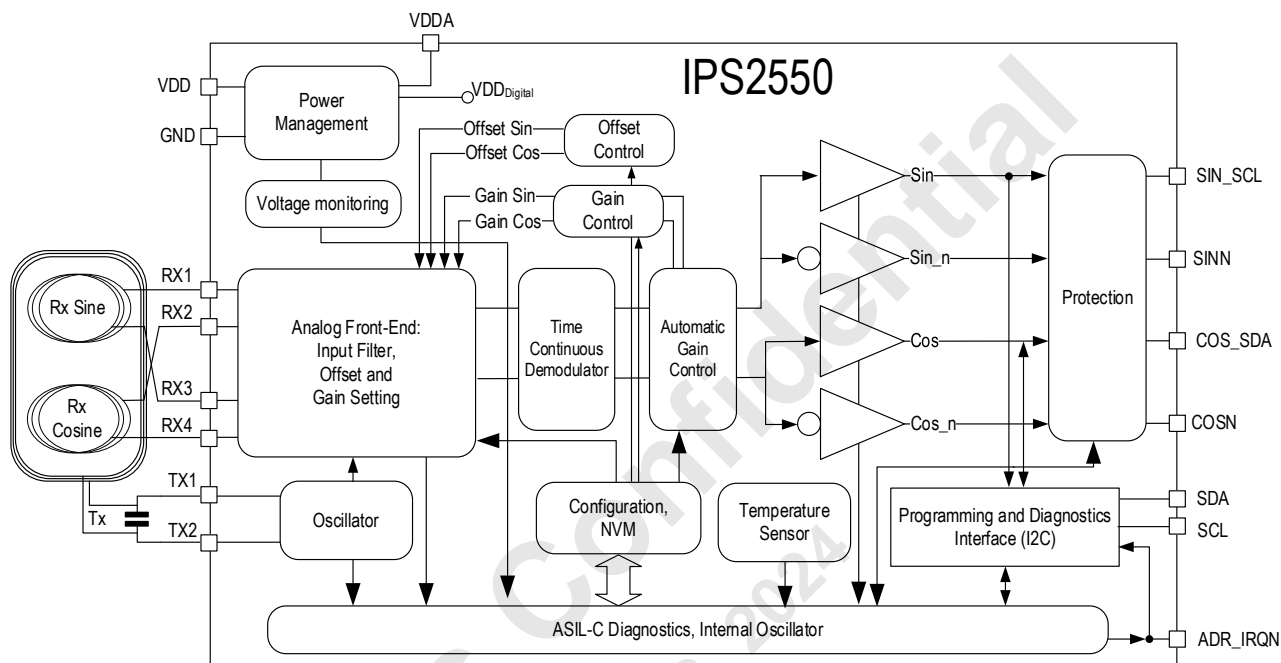 VDDA
IPS2550
VDD
GND
Power
Management
VDDDigital
Offset Sin
Offset Cos
Offset
Control
Voltage monitoring
Gain Sin
Gain Cos
Gain
Control
Sin
Sin_n
Cos
Cos_n
Protection
SIN_SCL
SINN
COS_SDA
COSN
Rx Sine
Rx
Cosine
RX1
RX2
RX3
RX4
Analog Front-End:
Input Filter,
Offset and
Gain Setting
Time
Continuous
Demodulator
Automatic
Gain
Control
Tx
TX1
TX2
Oscillator
Configuration,
NVM
Temperature
Sensor
Programming and Diagnostics
Interface (I2C)
SDA
SCL
ASIL-C Diagnostics, Internal Oscillator
ADR_IRQN
Confidential
2024